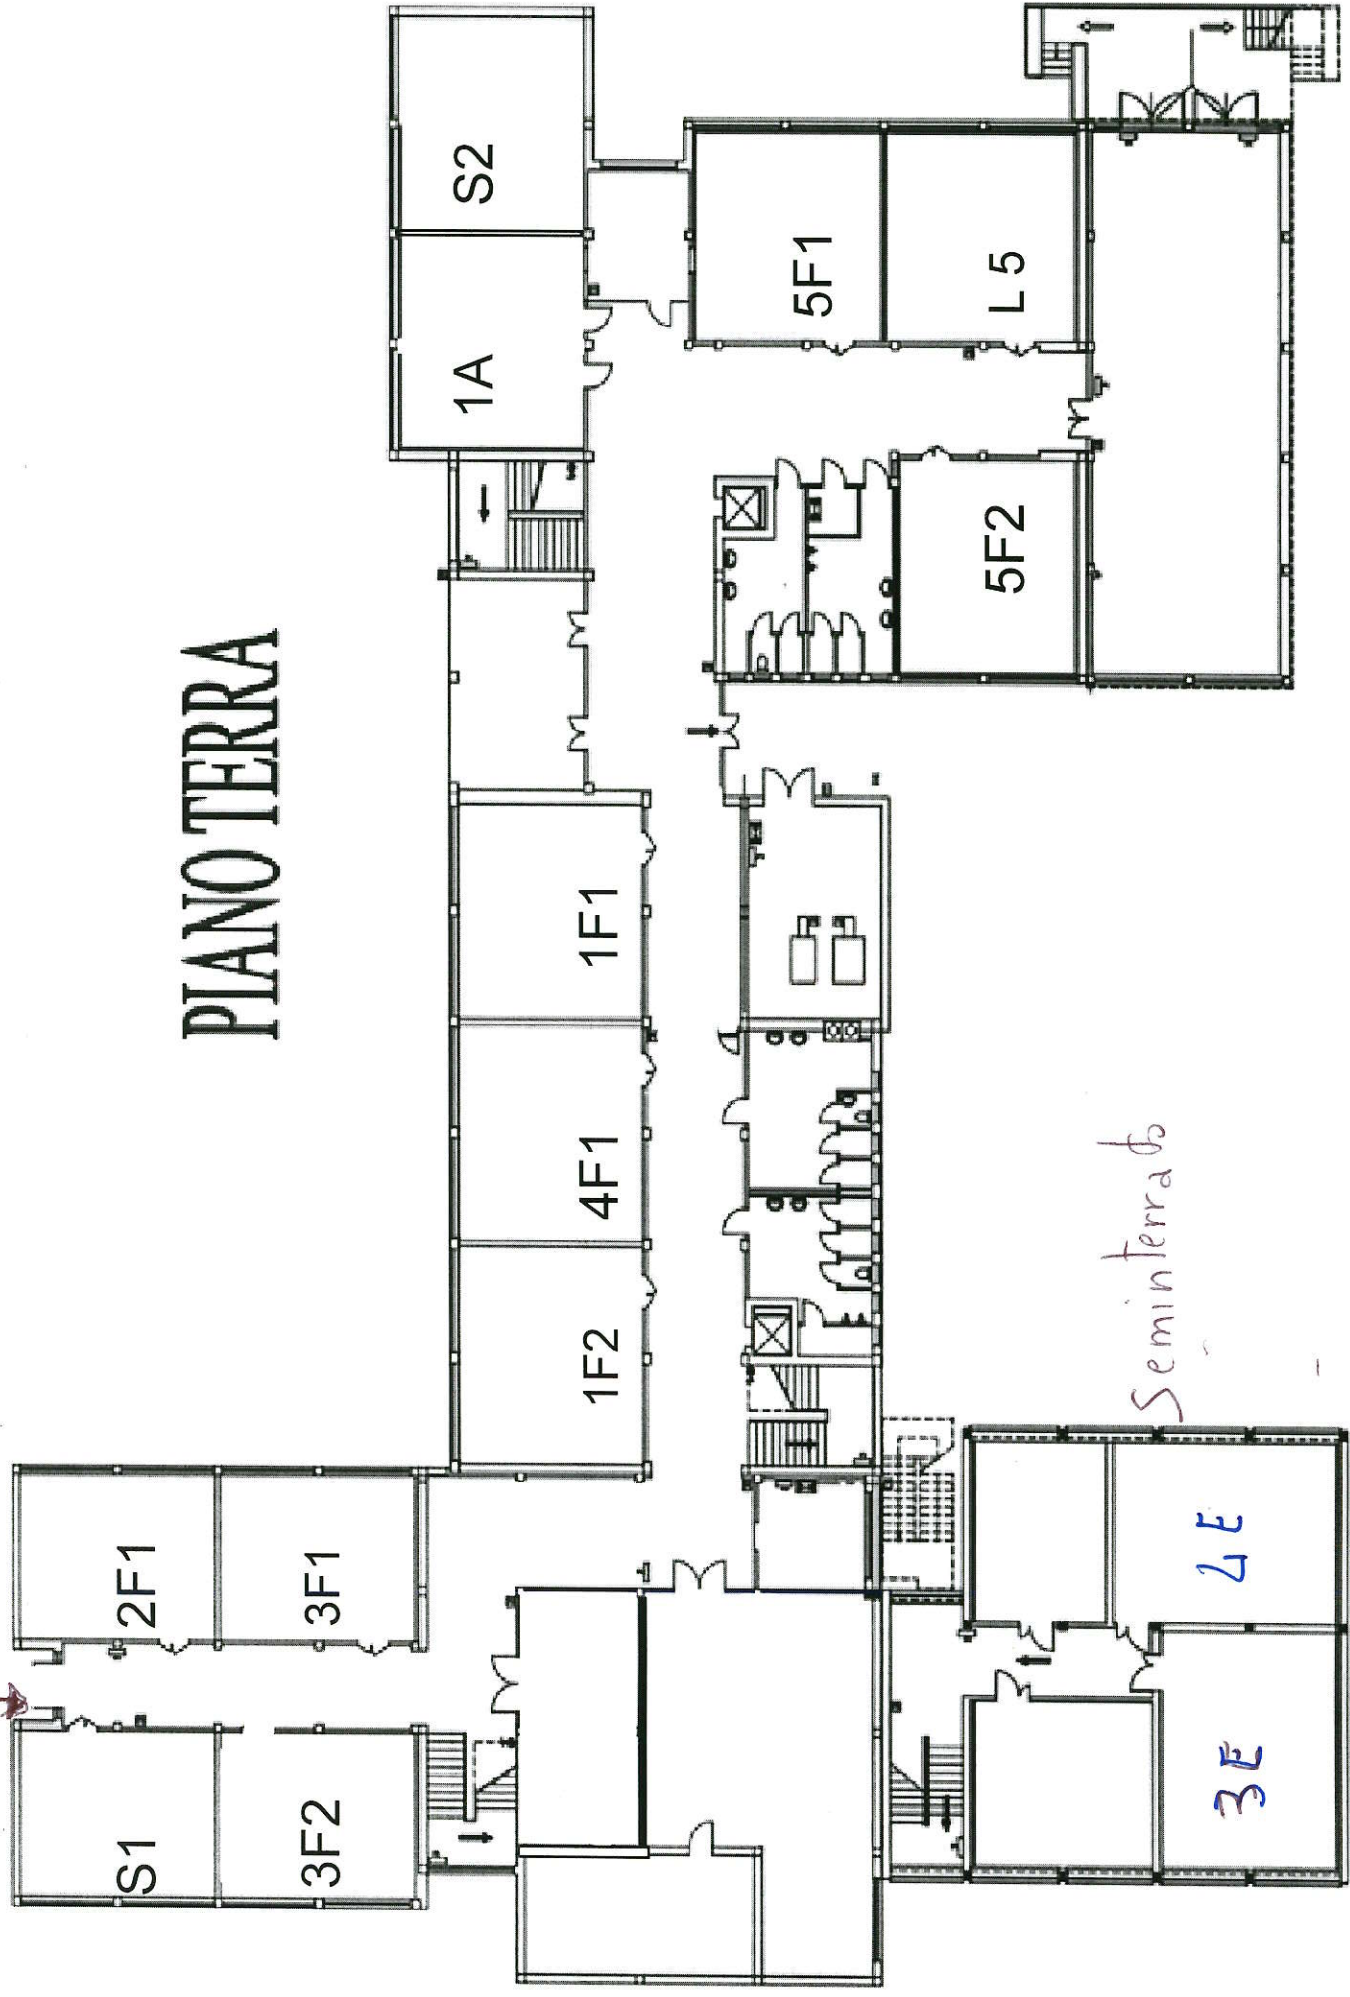 PIANO TERRA
S1
2F1
3F2
3F1
1F2
4F1
1F1
1A
S2
5F1
5F2
L 5
Seminterrato
3E
4E